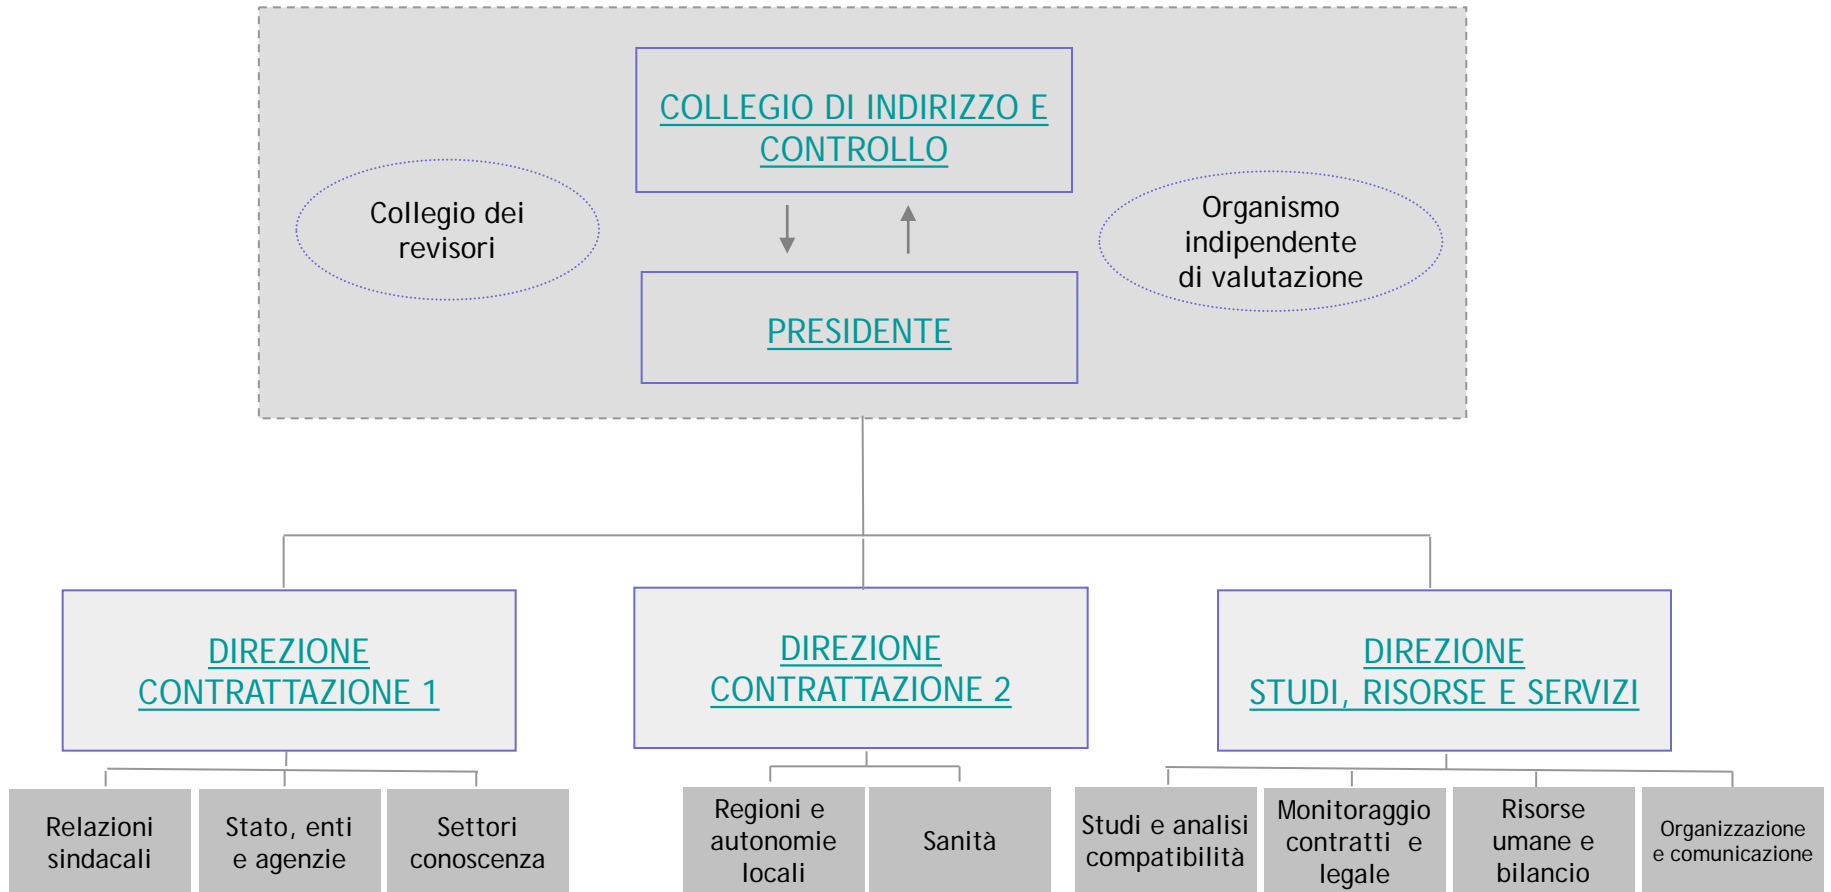 COLLEGIO DI INDIRIZZO E
CONTROLLO
Collegio dei
revisori
Organismo
indipendente
di valutazione
PRESIDENTE
DIREZIONE
CONTRATTAZIONE 1
DIREZIONE
CONTRATTAZIONE 2
DIREZIONE
STUDI, RISORSE E SERVIZI
Relazioni
sindacali
Stato, enti
e agenzie
Settori
conoscenza
Regioni e
autonomie
locali
Sanità
Studi e analisi
compatibilità
Monitoraggio
contratti e
legale
Risorse
umane e
bilancio
Organizzazione
e comunicazione